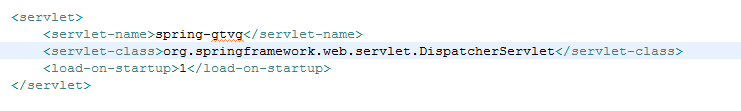 <servlet>
<servlet-name>spring-gtvg</servlet-name>
<servlet-class>org.springframework.web.servlet.DispatcherServlet</servlet-class>
<load-on-startup>1</load-on-startup>
</servlet>